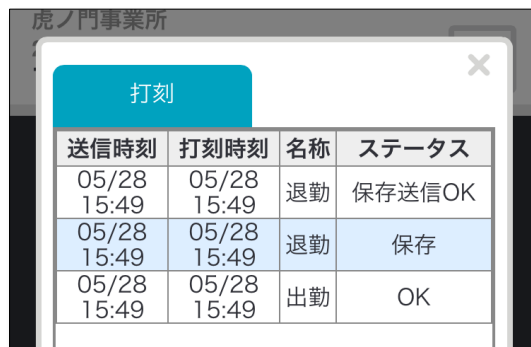 虎ノ門事業所
打刻
送信時刻 打刻時刻 名称 ステータス
05/28 15:49 05/28 15:49 退勤 保存送信OK
05/28 15:49 05/28 15:49 退勤 保存
05/28 15:49 05/28 15:49 出勤 OK